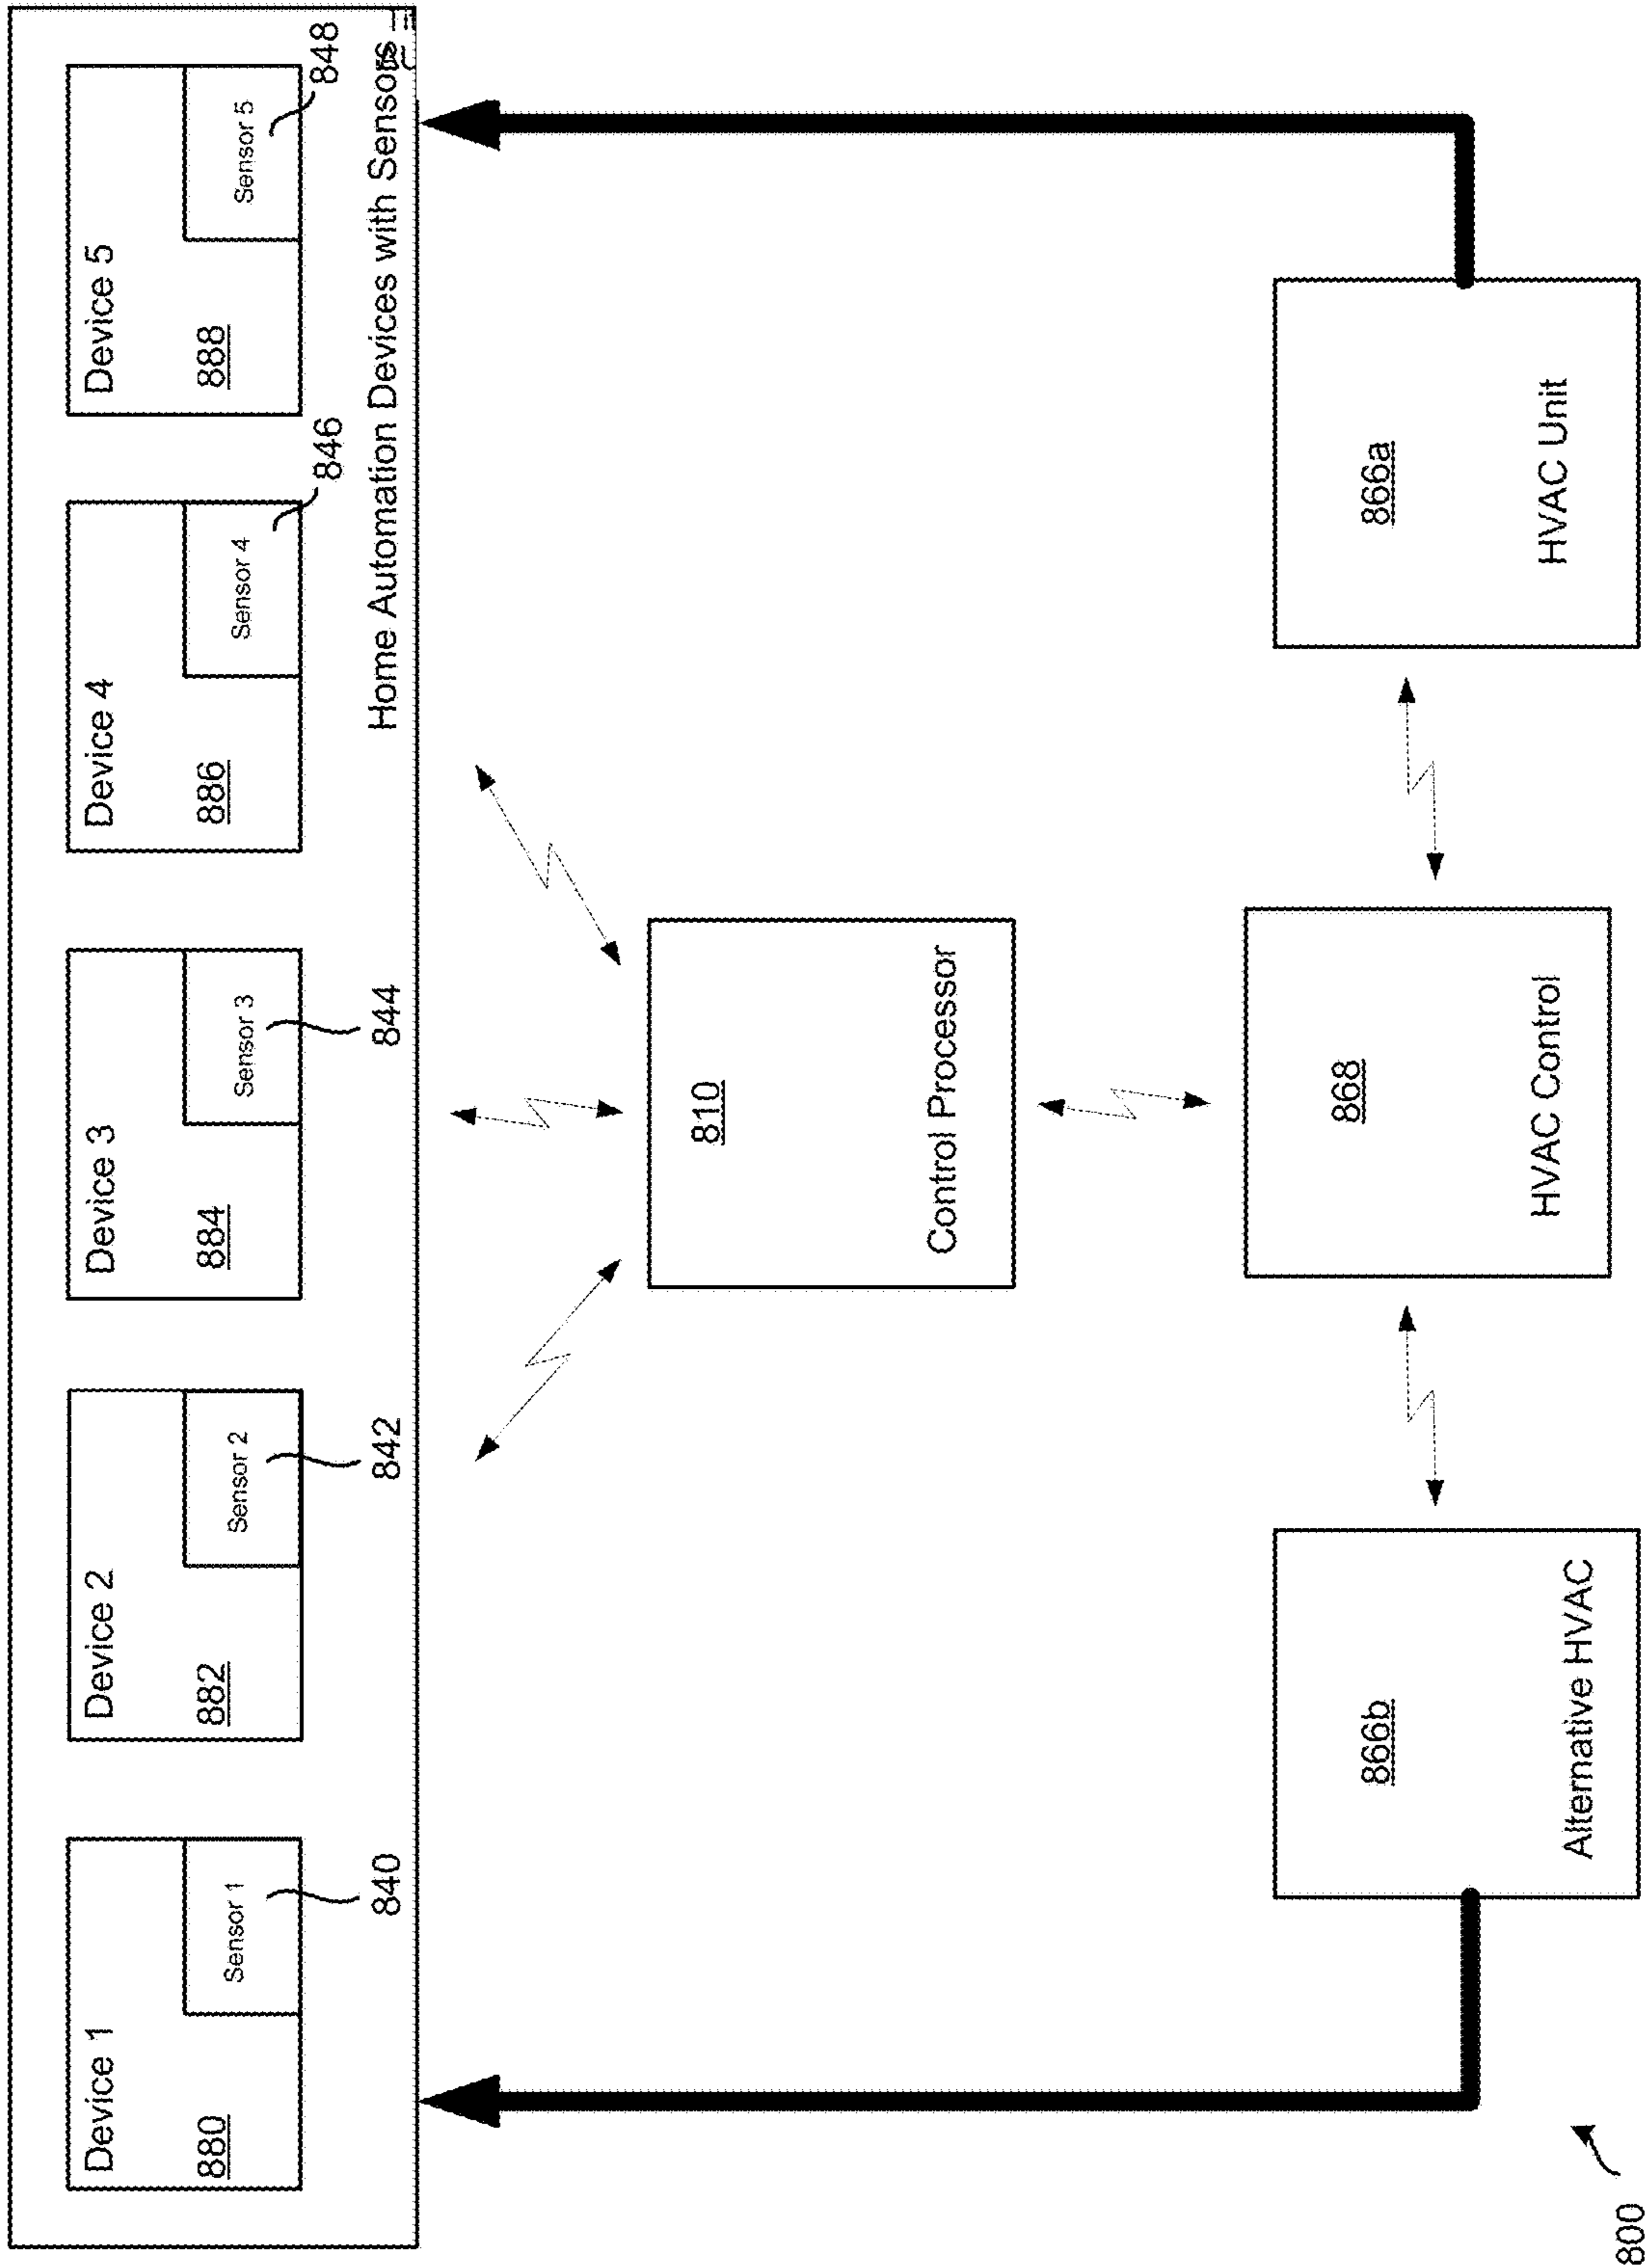 Device 1
880
Sensor 1
840
Device 2
882
Sensor 2
842
Device 3
884
Sensor 3
844
Device 4
886
Sensor 4
846
Device 5
888
Sensor 5
848
Home Automation Devices with Sensors
810
Control Processor
866b
Alternative HVAC
868
HVAC Control
866a
HVAC Unit
800